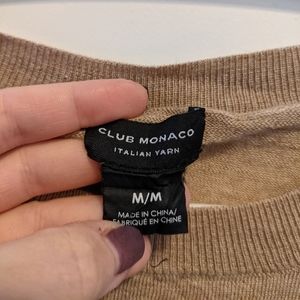 CLUB MONACO
ITALIAN YARN
M/M
MADE IN CHINA/
FABRIQUÉ EN CHINE